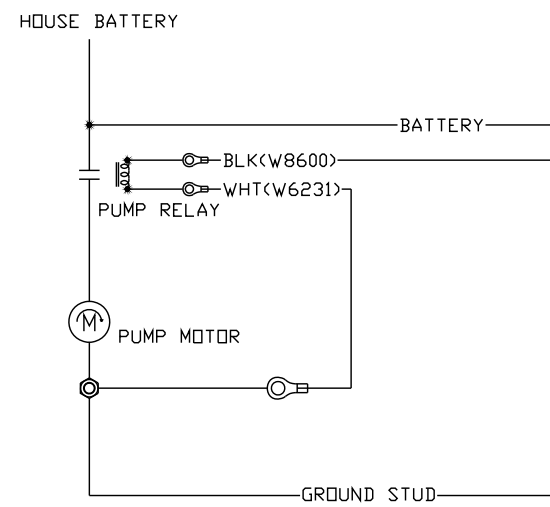 HOUSE BATTERY
BATTERY
BLK(W8600)
WHT(W6231)
PUMP RELAY
M
PUMP MOTOR
GROUND STUD